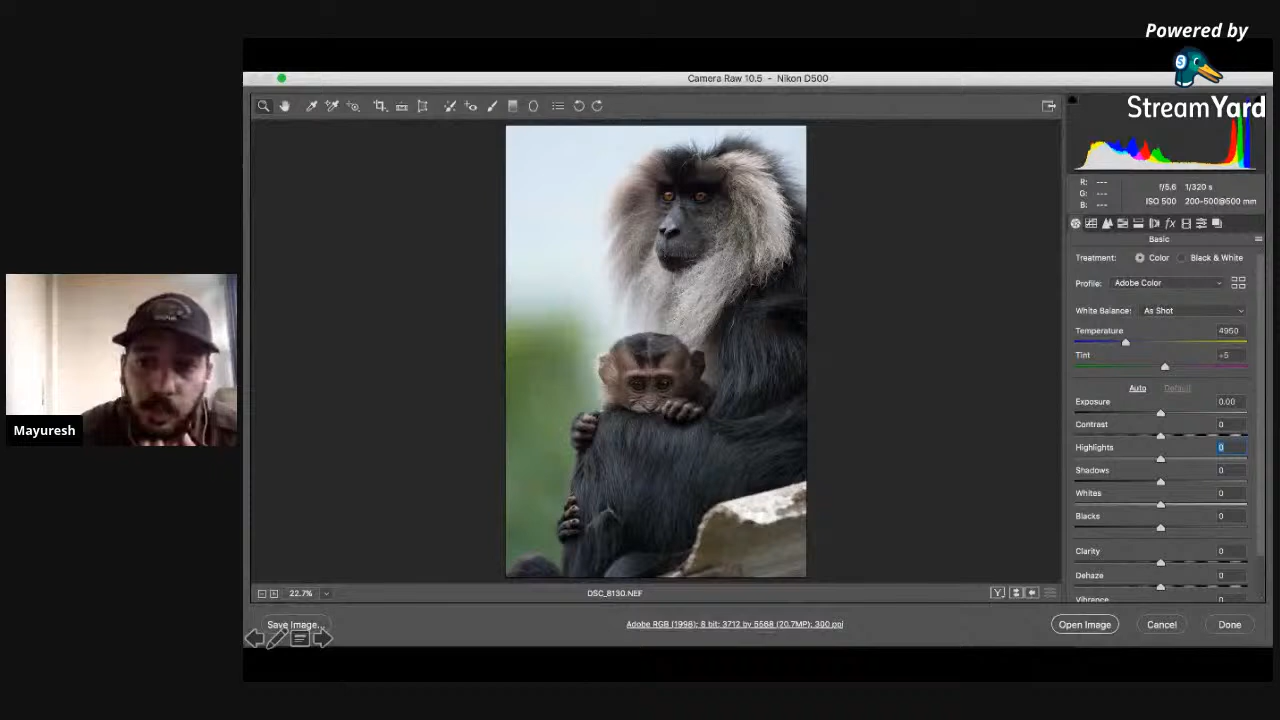 Powered by
StreamYard
Camera Raw 10.5 - Nikon D500
R: ---
G: ---
B: ---
f/5.6 1/320 s
ISO 500 200-500@500 mm
fx
Basic
Treatment: Color Black & White
Profile: Adobe Color
White Balance: As Shot
Temperature 4950
Tint +5
Auto Default
Exposure 0.00
Contrast 0
Highlights 0
Shadows 0
Whites 0
Blacks 0
Clarity 0
Dehaze 0
Vibrance 0
Mayuresh
22.7%
DSC_8130.NEF
Y
Save Image...
Adobe RGB (1998); 8 bit; 3712 by 5568 (20.7MP); 300 ppi
Open Image
Cancel
Done